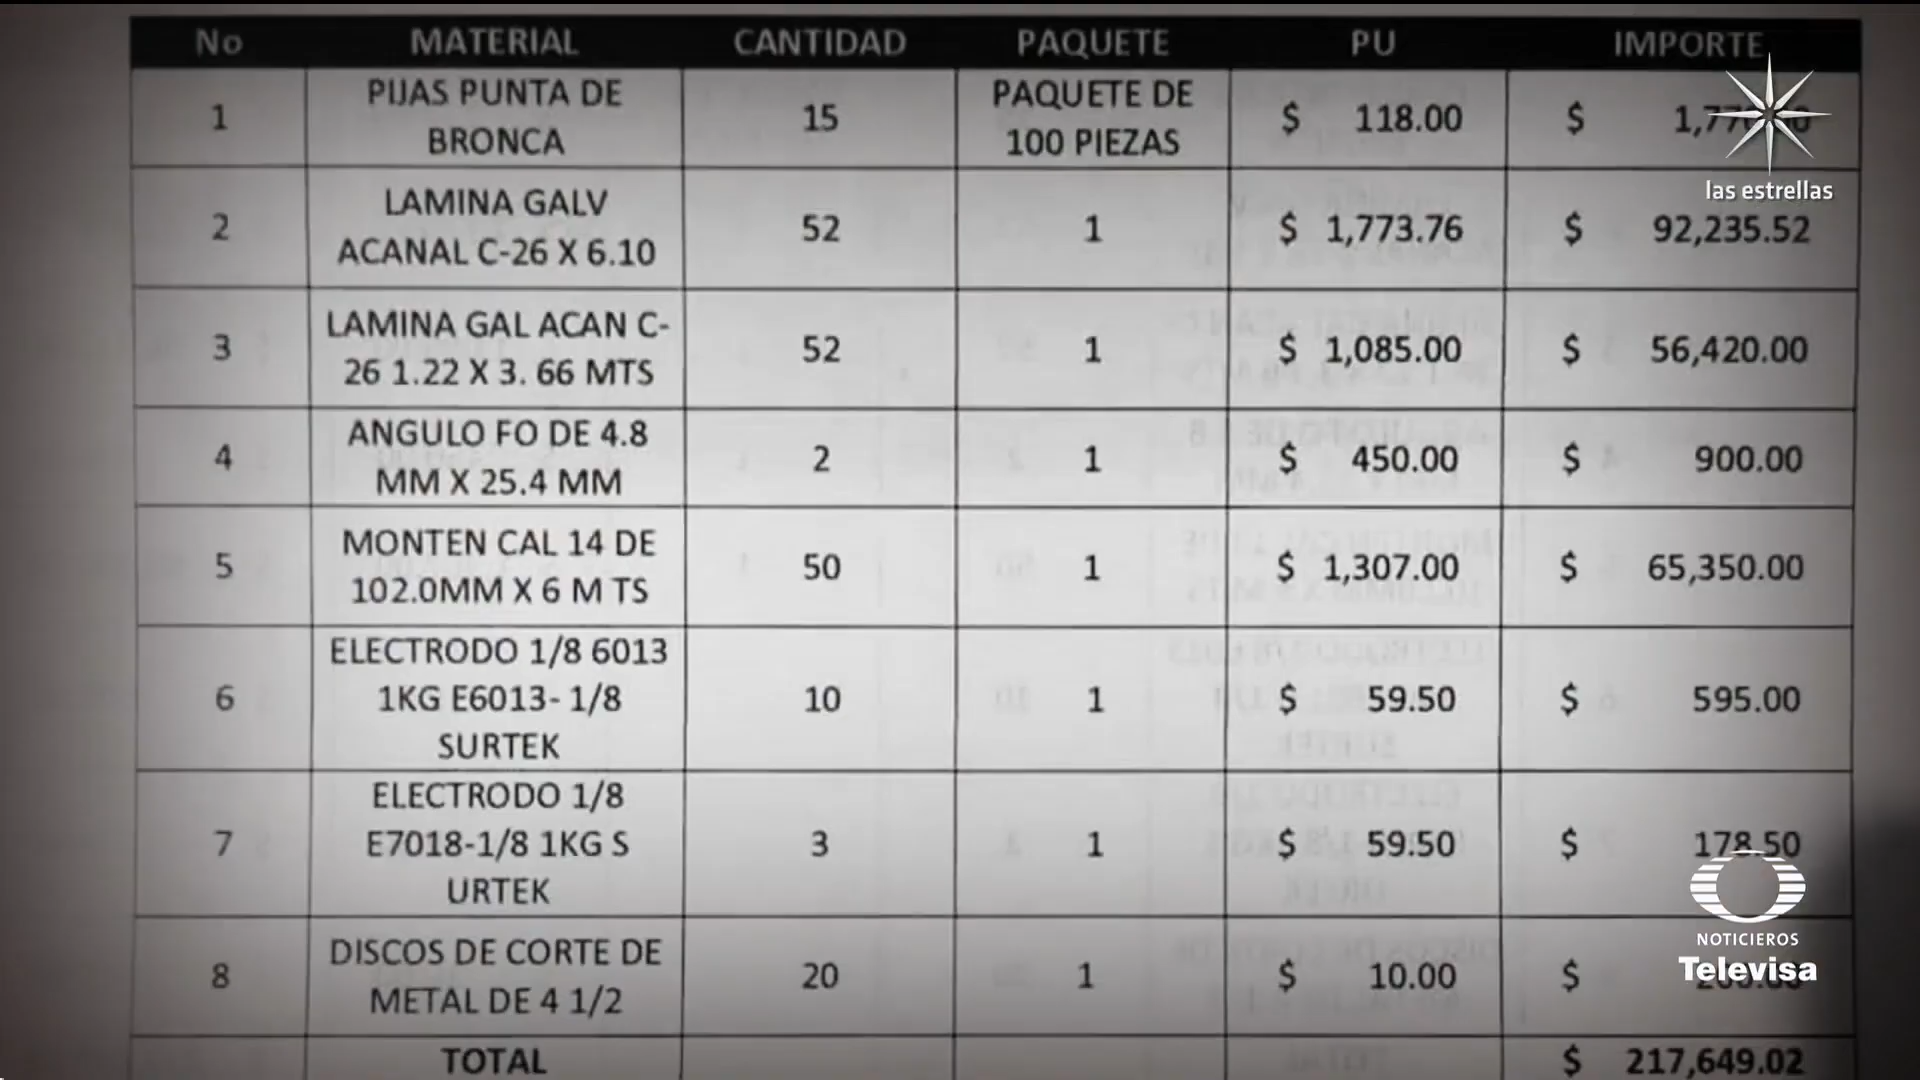 No MATERIAL CANTIDAD PAQUETE PU IMPORTE
1 PIJAS PUNTA DE BRONCA 15 PAQUETE DE 100 PIEZAS $ 118.00 $
2 LAMINA GALV ACANAL C-26 X 6.10 52 1 $ 1,773.76 $ 92,235.52
3 LAMINA GAL ACAN C-26 1.22 X 3. 66 MTS 52 1 $ 1,085.00 $ 56,420.00
4 ANGULO FO DE 4.8 MM X 25.4 MM 2 1 $ 450.00 $ 900.00
5 MONTEN CAL 14 DE 102.0MM X 6 M TS 50 1 $ 1,307.00 $ 65,350.00
6 ELECTRODO 1/8 6013 1KG E6013- 1/8 SURTEK 10 1 $ 59.50 $ 595.00
7 ELECTRODO 1/8 E7018-1/8 1KG S URTEK 3 1 $ 59.50 $ 178.50
8 DISCOS DE CORTE DE METAL DE 4 1/2 20 1 $ 10.00 $
TOTAL $ 217,649.02
las estrellas
NOTICIEROS
Televisa